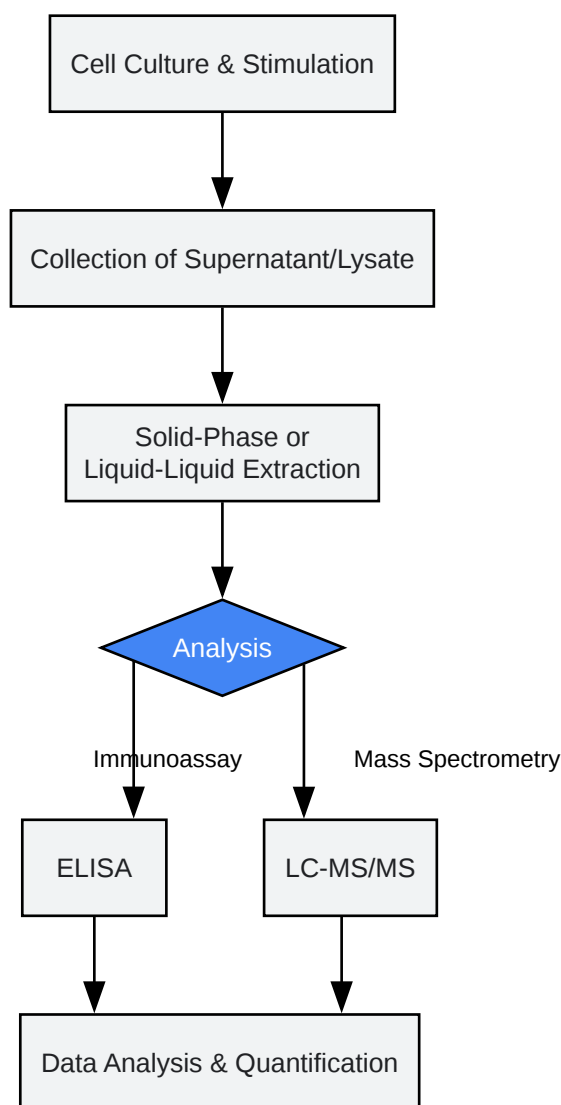 Cell Culture & Stimulation
Collection of Supernatant/Lysate
Solid-Phase or
Liquid-Liquid Extraction
Analysis
Immunoassay
Mass Spectrometry
ELISA
LC-MS/MS
Data Analysis & Quantification